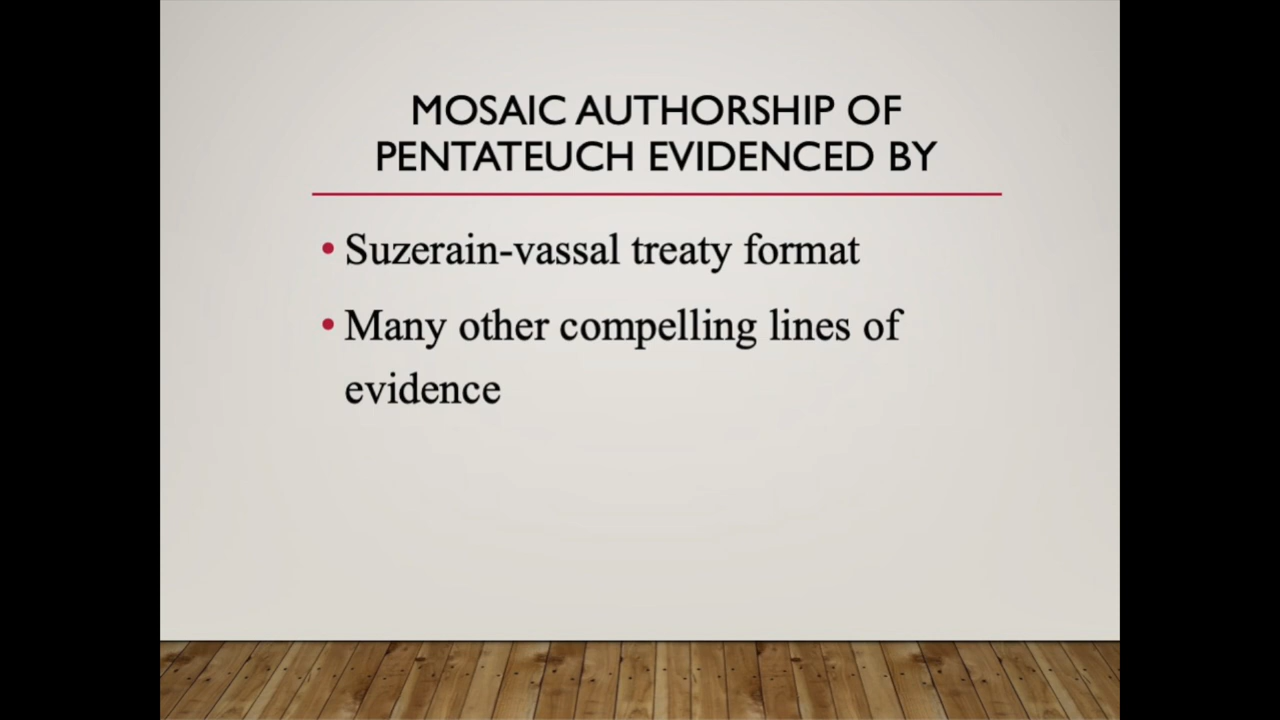 MOSAIC AUTHORSHIP OF
PENTATEUCH EVIDENCED BY
• Suzerain-vassal treaty format
• Many other compelling lines of
evidence